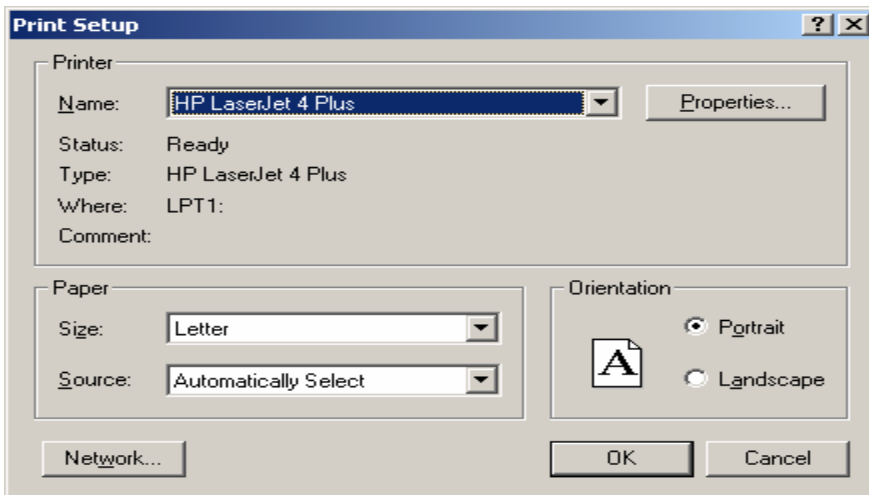 Print Setup
Printer
Name: HP LaserJet 4 Plus Properties...
Status: Ready
Type: HP LaserJet 4 Plus
Where: LPT1:
Comment:
Paper
Size: Letter
Source: Automatically Select
Orientation
A
Portrait
Landscape
Network... OK Cancel